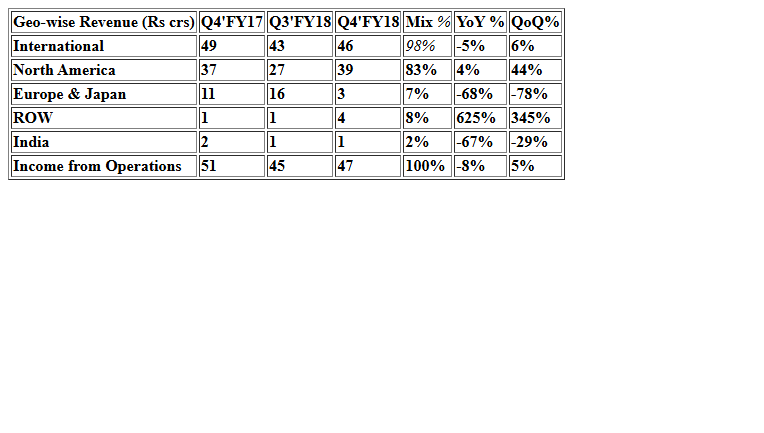 Geo-wise Revenue (Rs crs) Q4'FY17 Q3'FY18 Q4'FY18 Mix % YoY % QoQ%
International 49 43 46 98% -5% 6%
North America 37 27 39 83% 4% 44%
Europe & Japan 11 16 3 7% -68% -78%
ROW 1 1 4 8% 625% 345%
India 2 1 1 2% -67% -29%
Income from Operations 51 45 47 100% -8% 5%